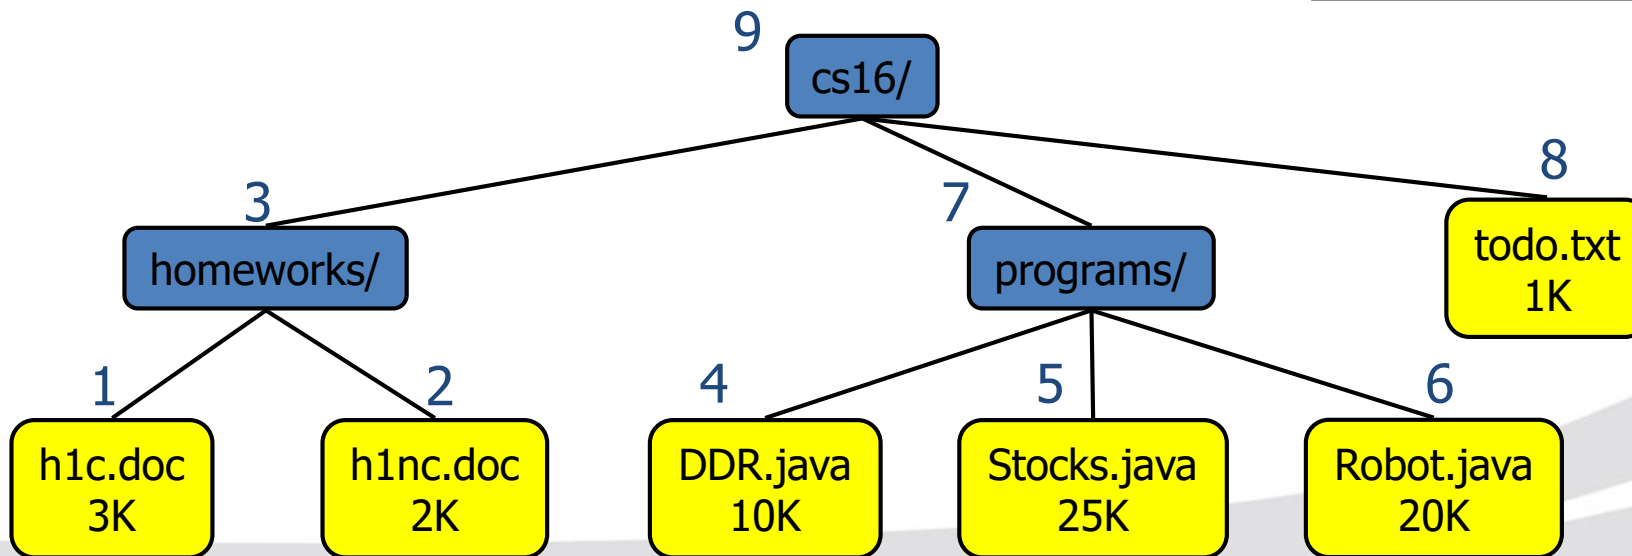 9
cs16/
8
3
7
todo.txt
1K
homeworks/
programs/
1
2
4
5
6
h1c.doc
3K
h1nc.doc
2K
DDR.java
10K
Stocks.java
25K
Robot.java
20K